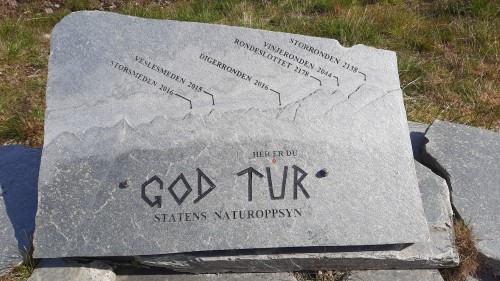 STORRONDEN 2138
VINJERONDEN 2044
RONDESLOTTET 2178
DIGERRONDEN 2016
VESLESMEDEN 2015
STORSMEDEN 2016
HER ER DU
GOD TUR
STATENS NATUROPPSYN